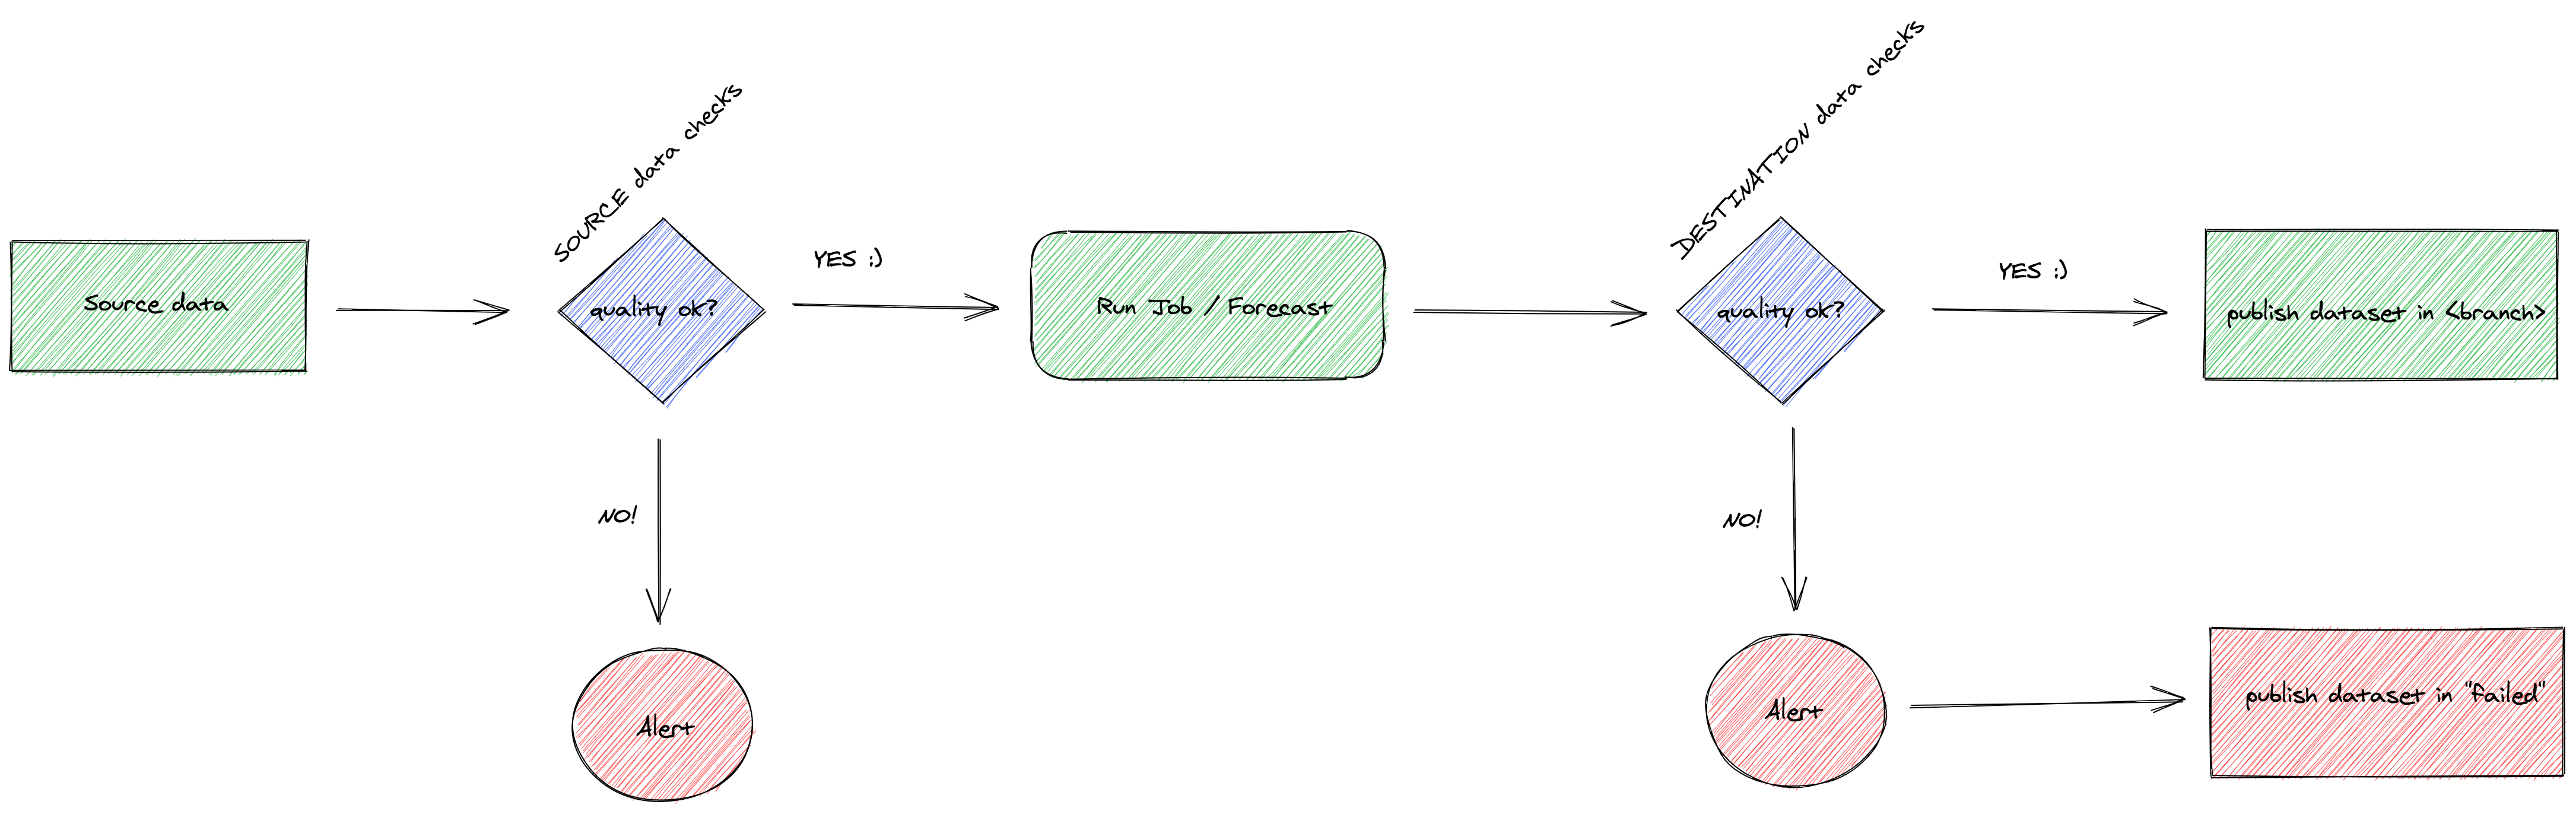 Source data
SOURCE data checks
quality ok?
YES :)
NO!
Alert
Run Job / Forecast
DESTINATION data checks
quality ok?
YES :)
publish dataset in <branch>
NO!
Alert
publish dataset in "failed"